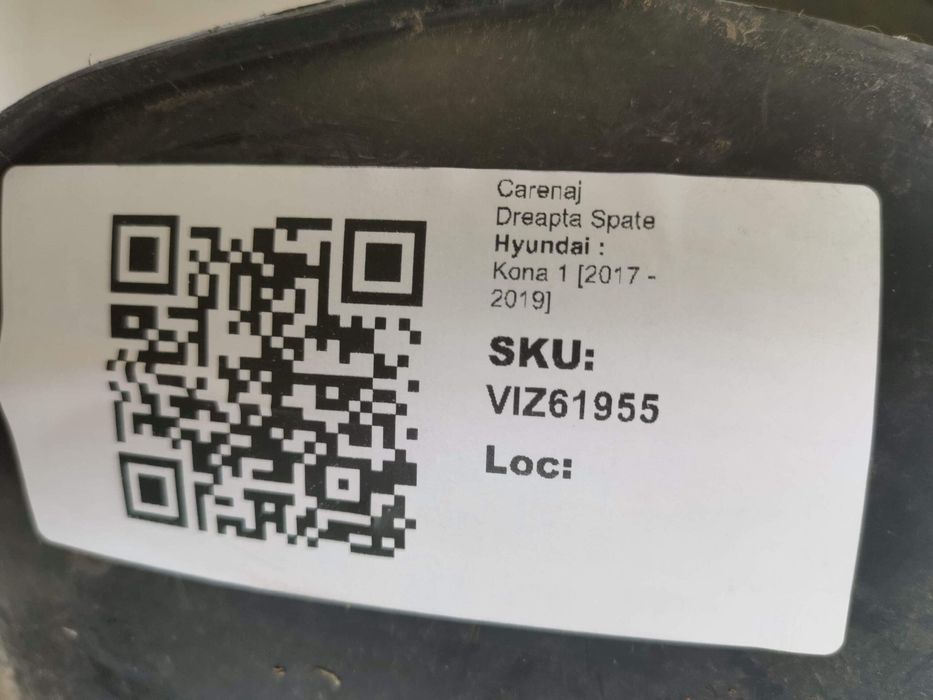 Carenaj
Dreapta Spate
Hyundai :
Kona 1 [2017 -
2019]
SKU:
VIZ61955
Loc: